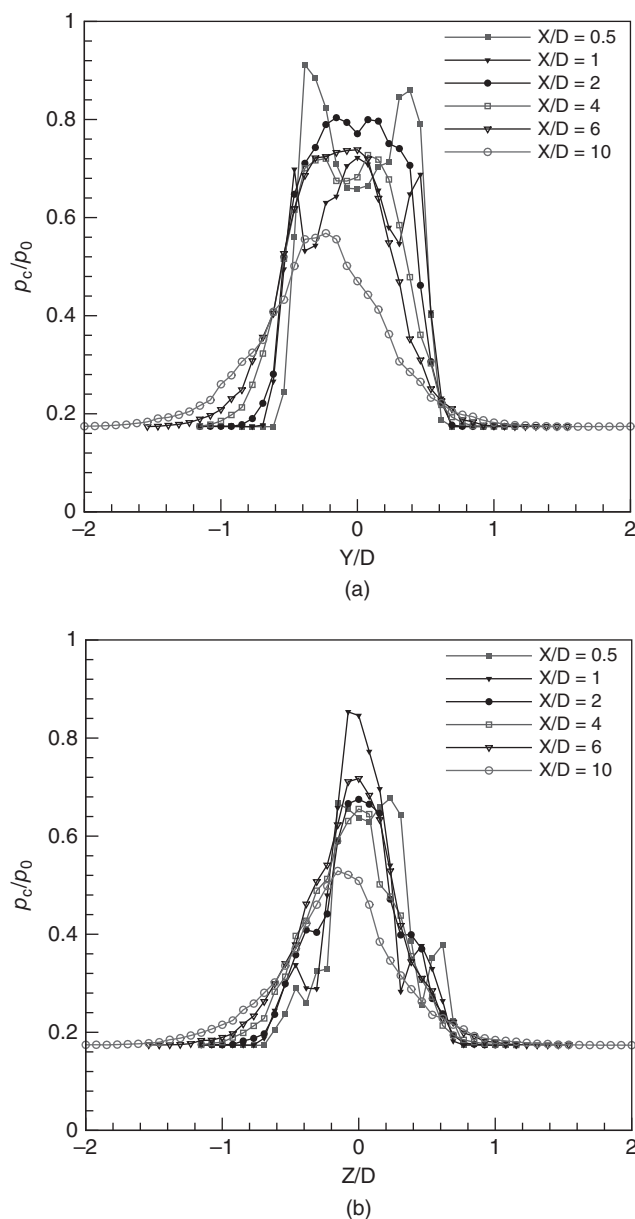 1
0.8
0.6
0.4
0.2
0
p_c/p_0
−2
−1
0
1
2
Y/D
X/D = 0.5
X/D = 1
X/D = 2
X/D = 4
X/D = 6
X/D = 10
(a)
1
0.8
0.6
0.4
0.2
0
p_c/p_0
−2
−1
0
1
2
Z/D
X/D = 0.5
X/D = 1
X/D = 2
X/D = 4
X/D = 6
X/D = 10
(b)